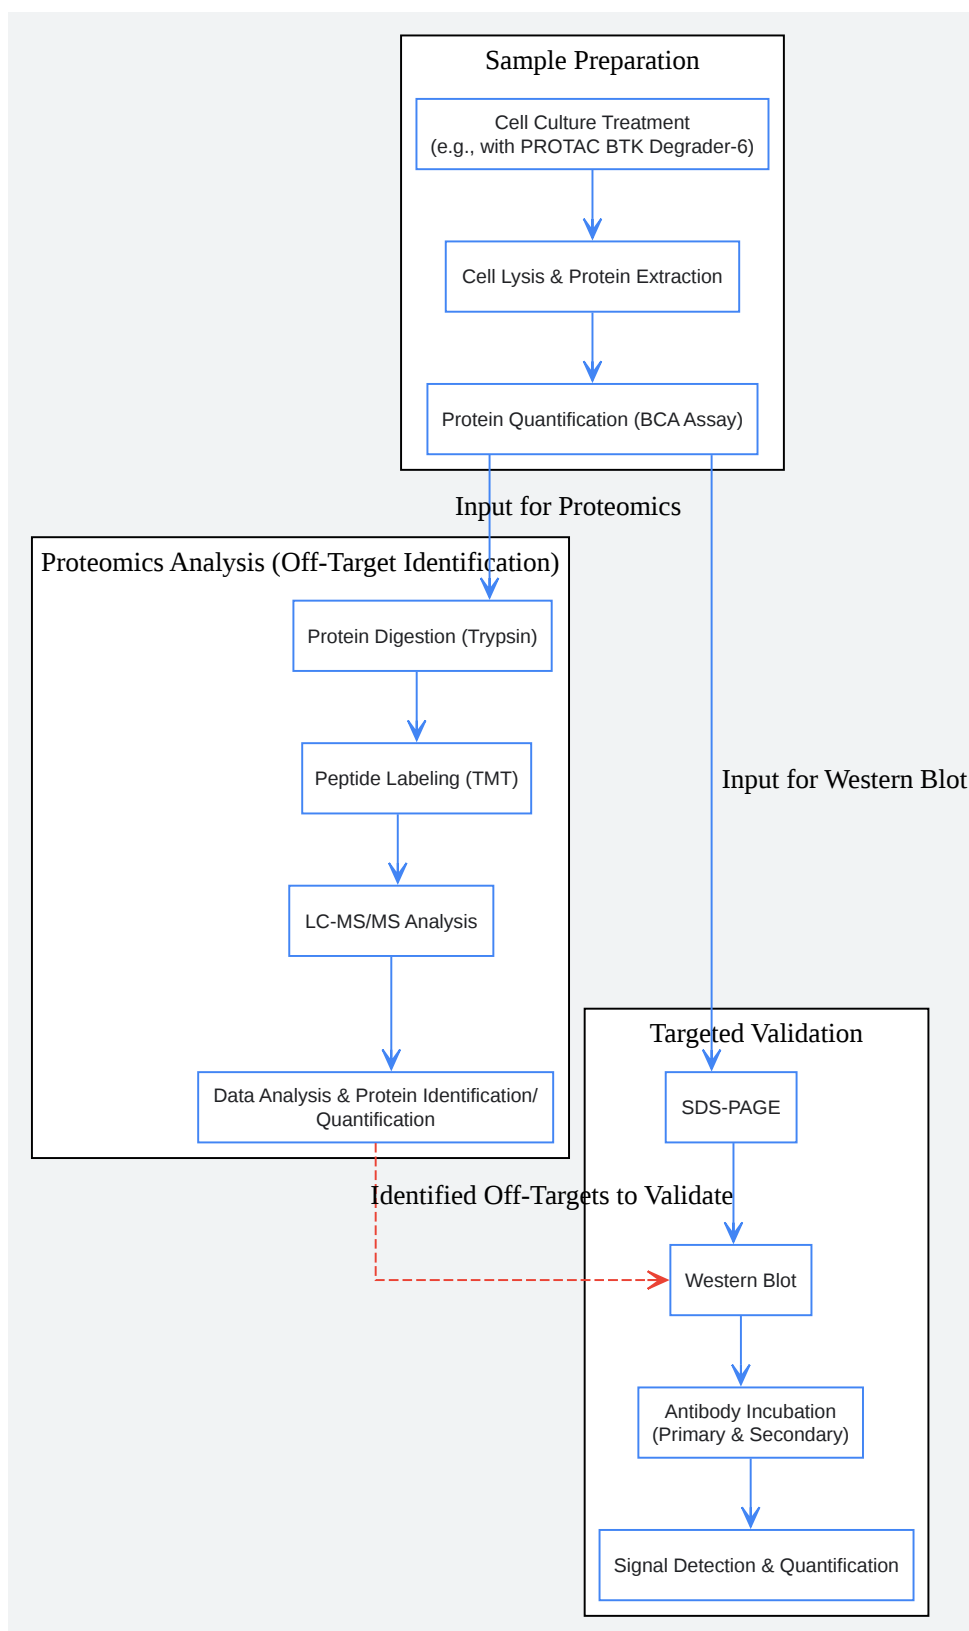 Sample Preparation
Cell Culture Treatment
(e.g., with PROTAC BTK Degrader-6)
Cell Lysis & Protein Extraction
Protein Quantification (BCA Assay)
Input for Proteomics
Proteomics Analysis (Off-Target Identification)
Protein Digestion (Trypsin)
Peptide Labeling (TMT)
Input for Western Blot
LC-MS/MS Analysis
Targeted Validation
Data Analysis & Protein Identification/
Quantification
SDS-PAGE
Identified Off-Targets to Validate
Western Blot
Antibody Incubation
(Primary & Secondary)
Signal Detection & Quantification